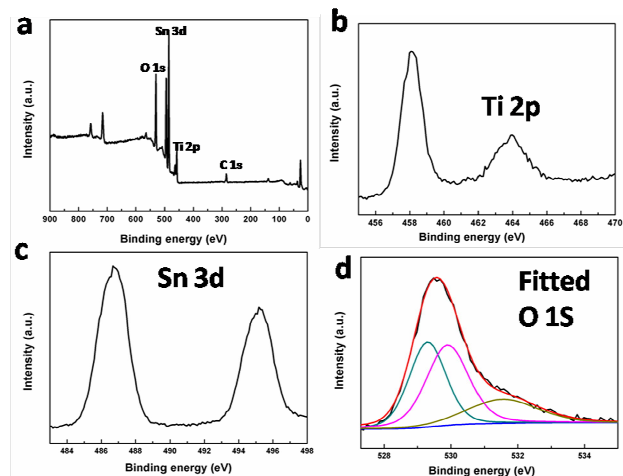 a
Sn 3d
O 1s
Ti 2p
C 1s
Intensity (a.u.)
900 800 700 600 500 400 300 200 100 0
Binding energy (eV)
b
Ti 2p
Intensity (a.u.)
456 458 460 462 464 466 468 470
Binding energy (eV)
c
Sn 3d
Intensity (a.u.)
484 486 488 490 492 494 496 498
Binding energy (eV)
d
Fitted
O 1S
Intensity (a.u.)
528 530 532 534
Binding energy (eV)